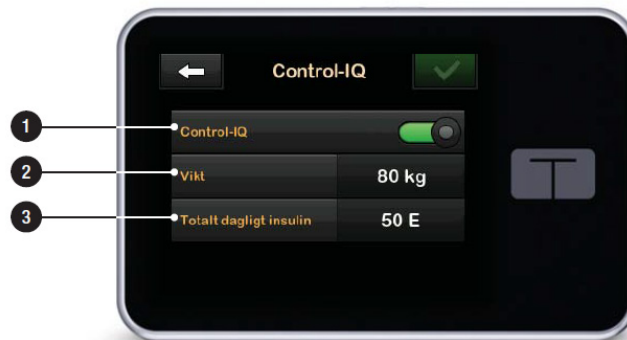 Control-IQ
1 Control-IQ
2 Vikt 80 kg
3 Totalt dagligt insulin 50 E